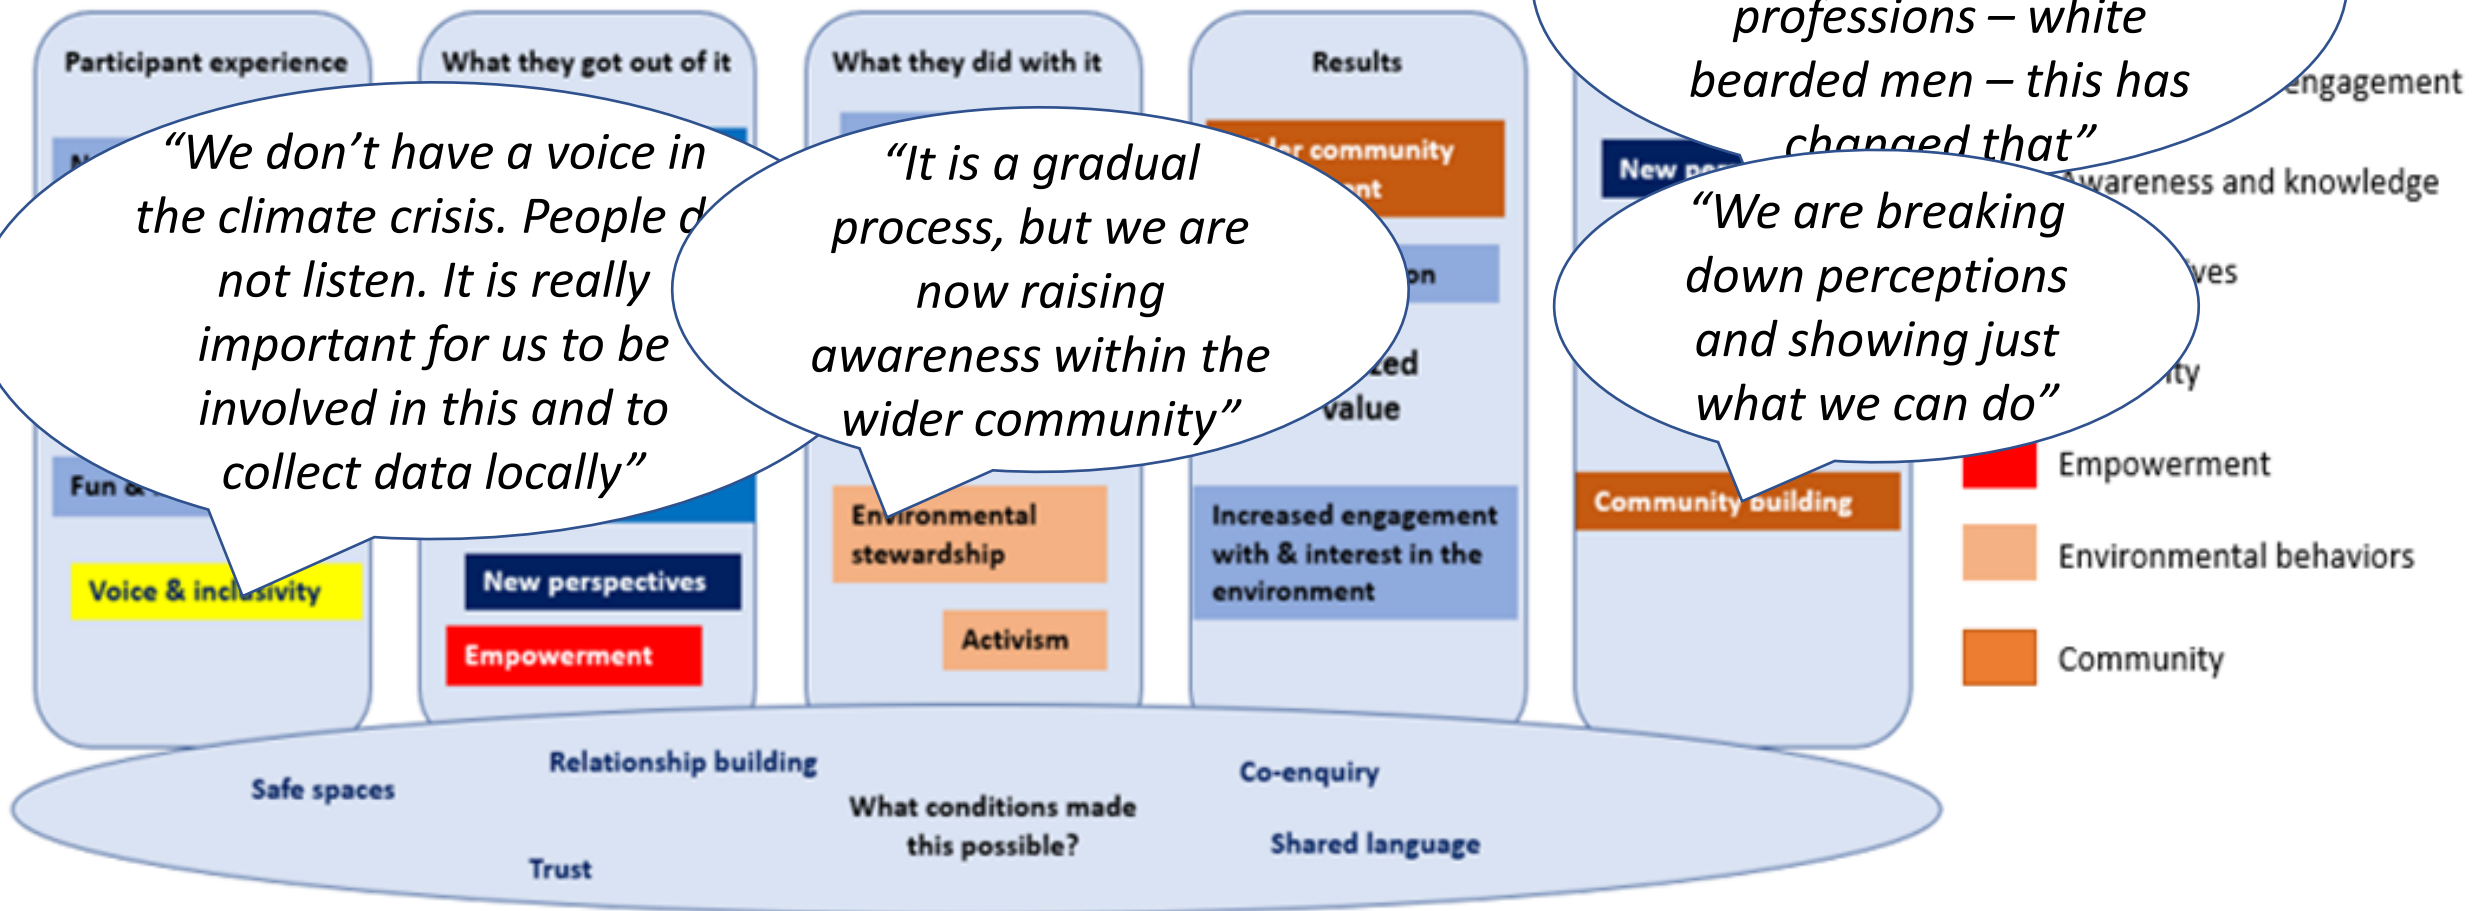 Participant experience
What they got out of it
What they did with it
Results
professions – white
bearded men – this has
changed that”
“We don’t have a voice in
the climate crisis. People
not listen. It is really
important for us to be
involved in this and to
collect data locally”
“It is a gradual
process, but we are
now raising
awareness within the
wider community”
“We are breaking
down perceptions
and showing just
what we can do”
Fun &
Voice & inclusivity
New perspectives
Empowerment
Environmental
stewardship
Activism
community
value
Increased engagement
with & interest in the
environment
New
Community building
engagement
Awareness and knowledge
Empowerment
Environmental behaviors
Community
Safe spaces
Relationship building
Trust
What conditions made
this possible?
Co-enquiry
Shared language